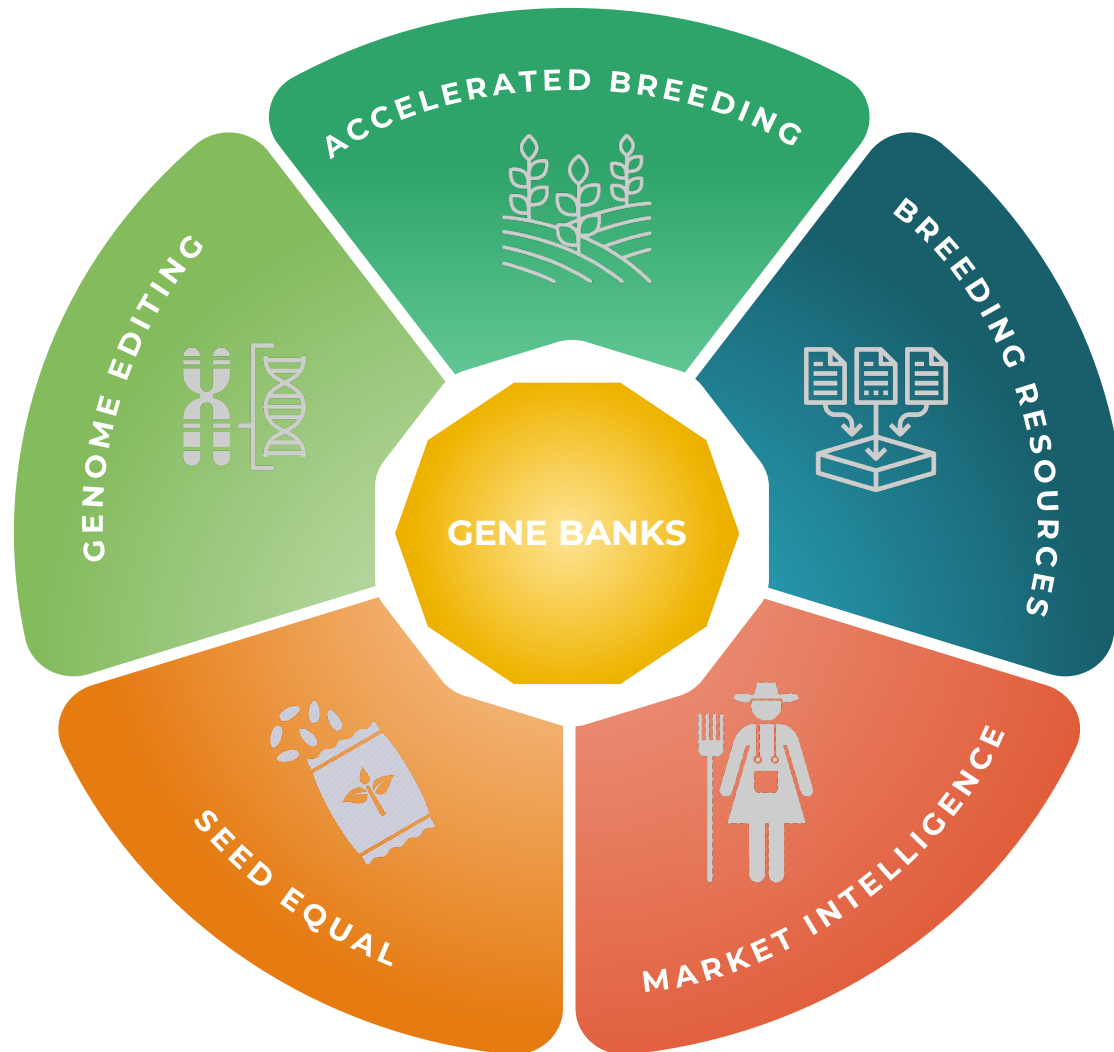 ACCELERATED BREEDING
BREEDING RESOURCES
MARKET INTELLIGENCE
SEED EQUAL
GENOME EDITING
GENE BANKS